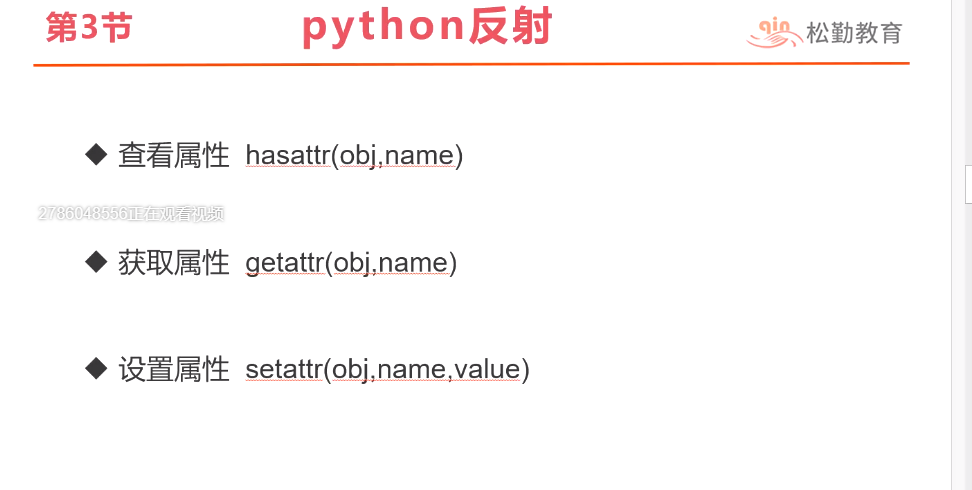 第3节
python反射
qin 松勤教育
◆ 查看属性 hasattr(obj,name)
2786048556正在观看视频
◆ 获取属性 getattr(obj,name)
◆ 设置属性 setattr(obj,name,value)